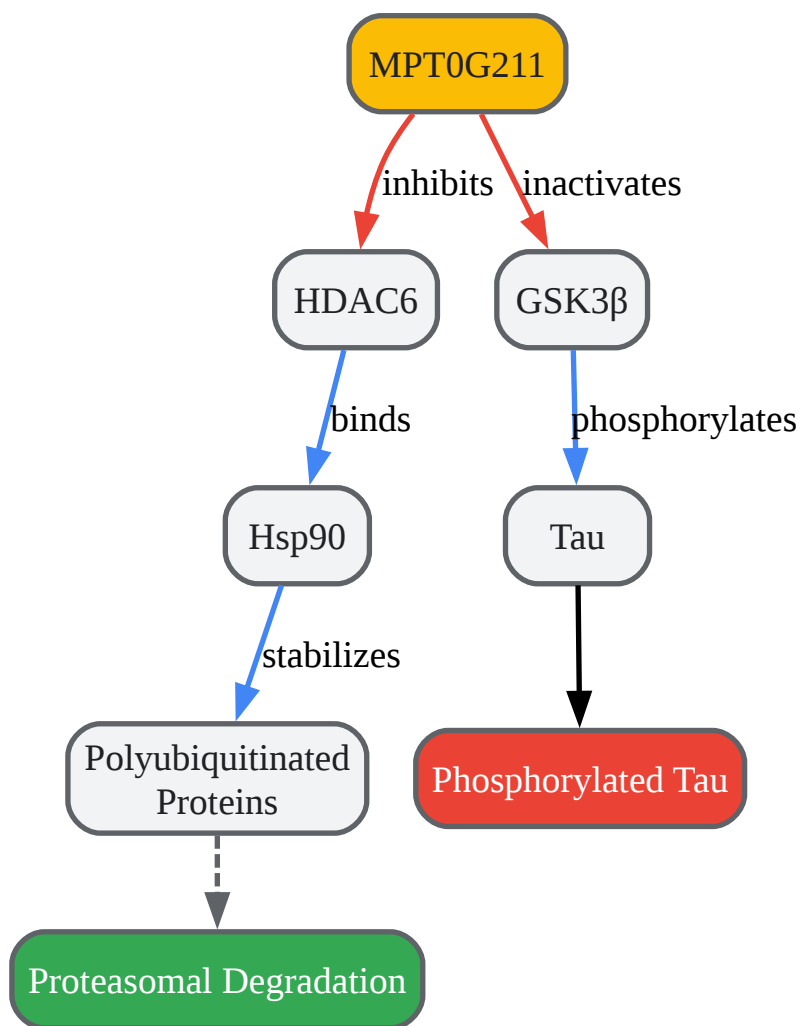 MPT0G211
inhibits
inactivates
HDAC6
GSK3β
binds
phosphorylates
Hsp90
Tau
stabilizes
Polyubiquitinated
Proteins
Phosphorylated Tau
Proteasomal Degradation